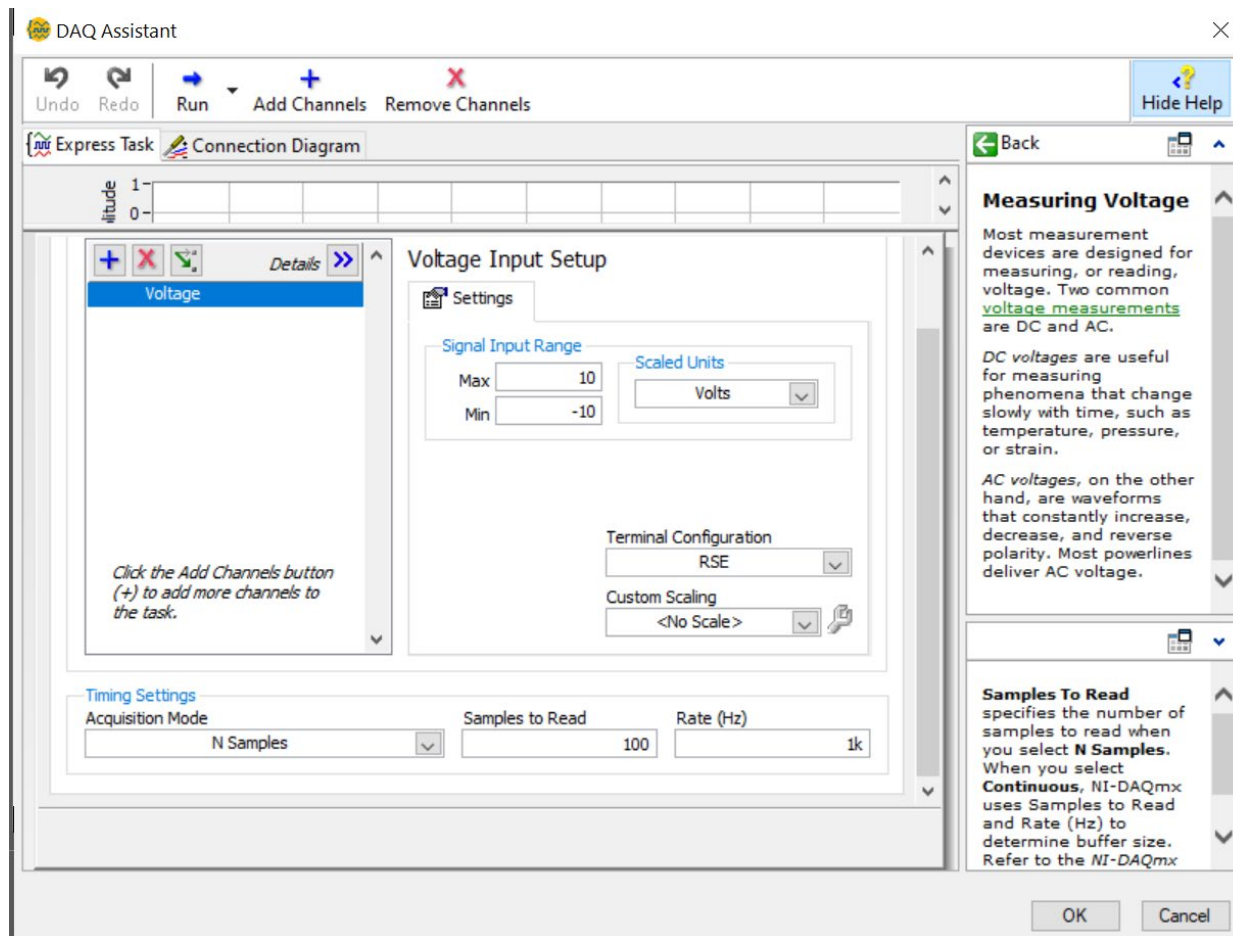 DAQ Assistant
Undo Redo Run Add Channels Remove Channels
Hide Help
Express Task Connection Diagram
Back
1
0
Details
Voltage
Click the Add Channels button
(+) to add more channels to
the task.
Voltage Input Setup
Settings
Signal Input Range
Max 10
Min -10
Scaled Units
Volts
Terminal Configuration
RSE
Custom Scaling
<No Scale>
Timing Settings
Acquisition Mode Samples to Read Rate (Hz)
N Samples 100 1k
Measuring Voltage
Most measurement
devices are designed for
measuring, or reading,
voltage. Two common
voltage measurements
are DC and AC.
DC voltages are useful
for measuring
phenomena that change
slowly with time, such as
temperature, pressure,
or strain.
AC voltages, on the other
hand, are waveforms
that constantly increase,
decrease, and reverse
polarity. Most powerlines
deliver AC voltage.
Samples To Read
specifies the number of
samples to read when
you select N Samples.
When you select
Continuous, NI-DAQmx
uses Samples to Read
and Rate (Hz) to
determine buffer size.
Refer to the NI-DAQmx
OK Cancel